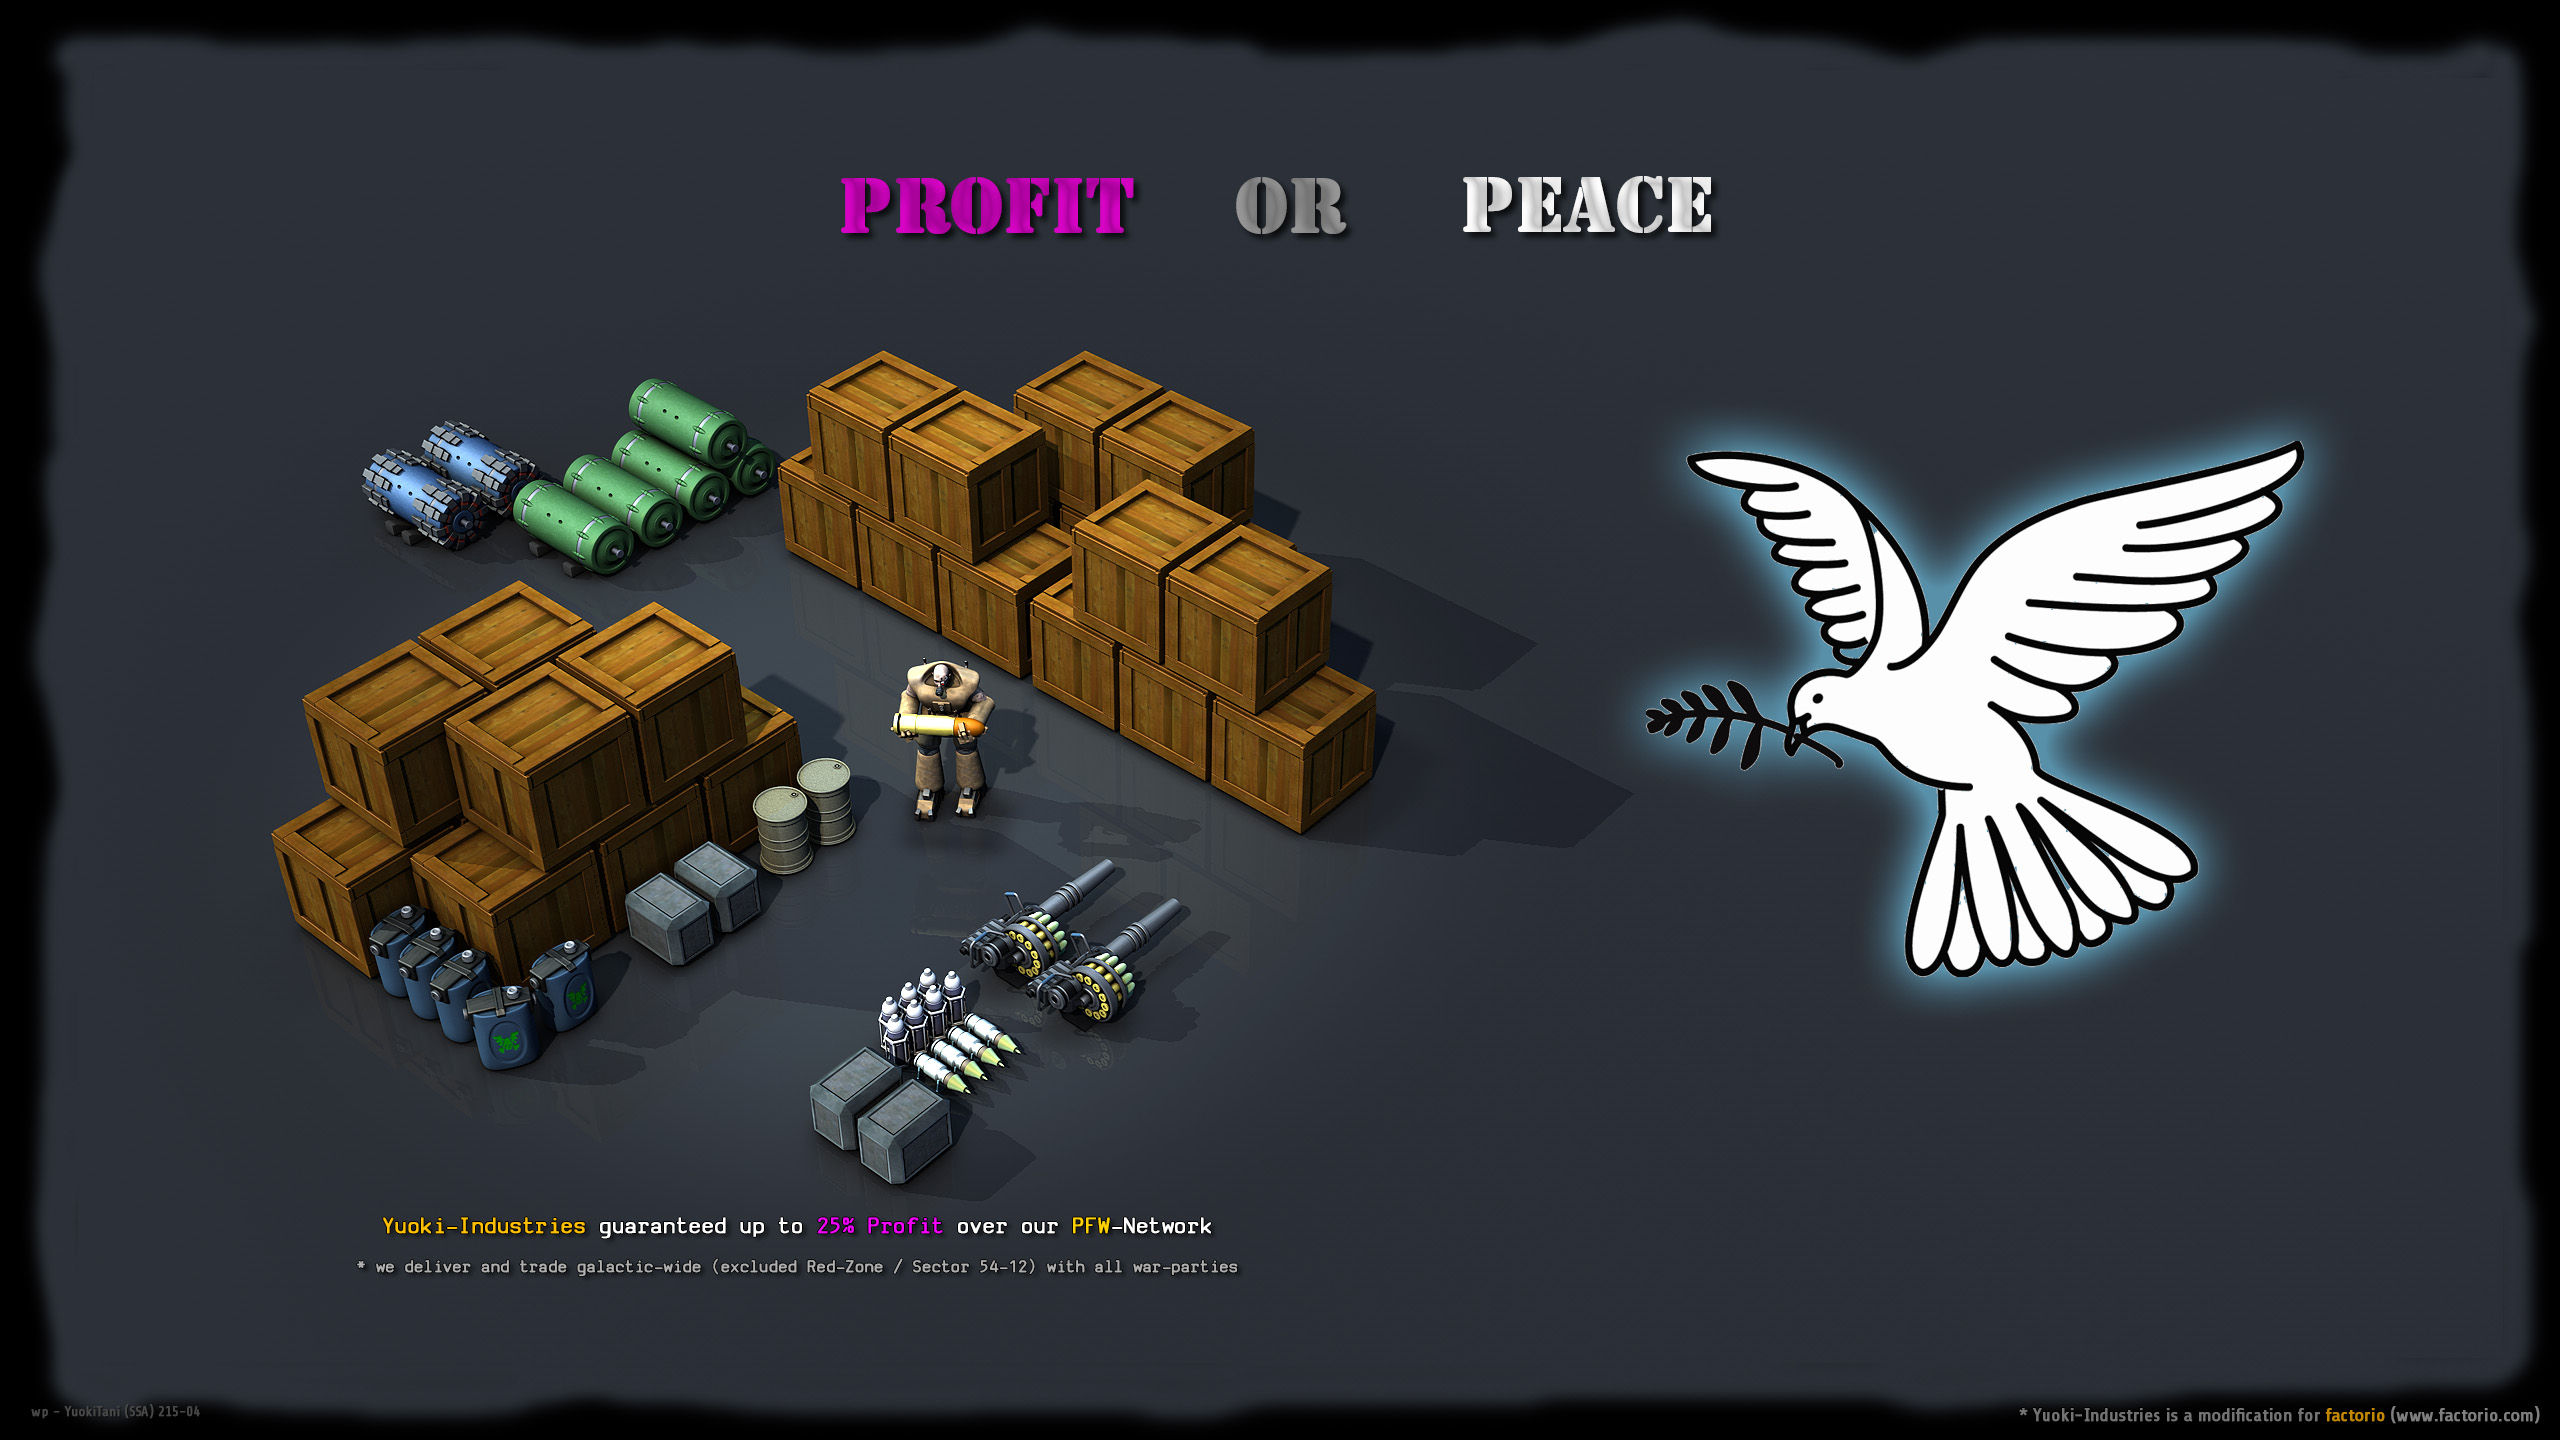 PROFIT OR PEACE
Yuoki-Industries guaranteed up to 25% Profit over our PFW-Network
* we deliver and trade galactic-wide (excluded Red-Zone / Sector 54-12) with all war-parties
wp - YuokiTani (SSA) 215-04
* Yuoki-Industries is a modification for factorio (www.factorio.com)